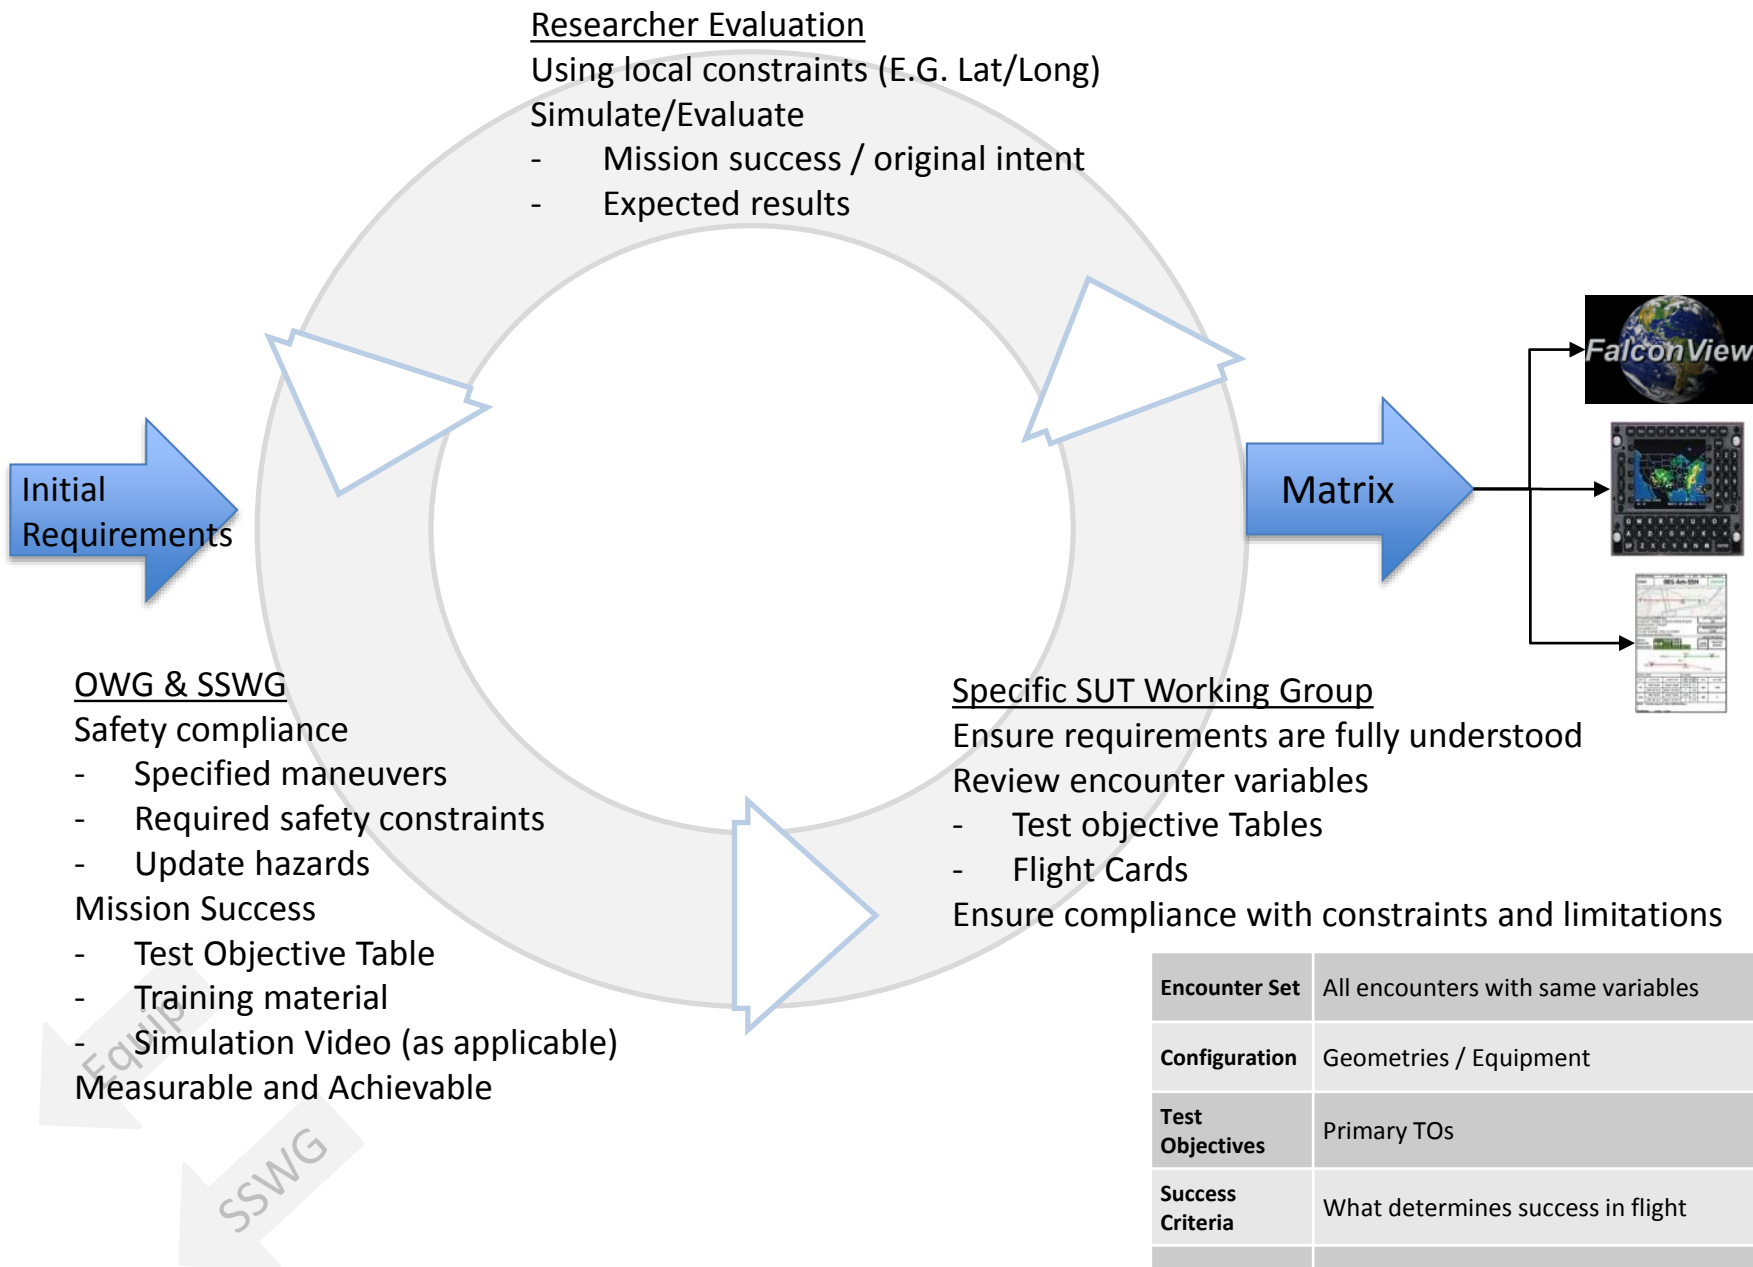 Researcher Evaluation
Using local constraints (E.G. Lat/Long)
Simulate/Evaluate
- Mission success / original intent
- Expected results
FalconView
Initial
Requirements
Matrix
001-Am-SSH
OWG & SSWG
Safety compliance
- Specified maneuvers
- Required safety constraints
- Update hazards
Mission Success
- Test Objective Table
- Training material
- Simulation Video (as applicable)
Measurable and Achievable
Equip
SSWG
Specific SUT Working Group
Ensure requirements are fully understood
Review encounter variables
- Test objective Tables
- Flight Cards
Ensure compliance with constraints and limitations
Encounter Set All encounters with same variables
Configuration Geometries / Equipment
Test
Objectives Primary TOs
Success
Criteria What determines success in flight